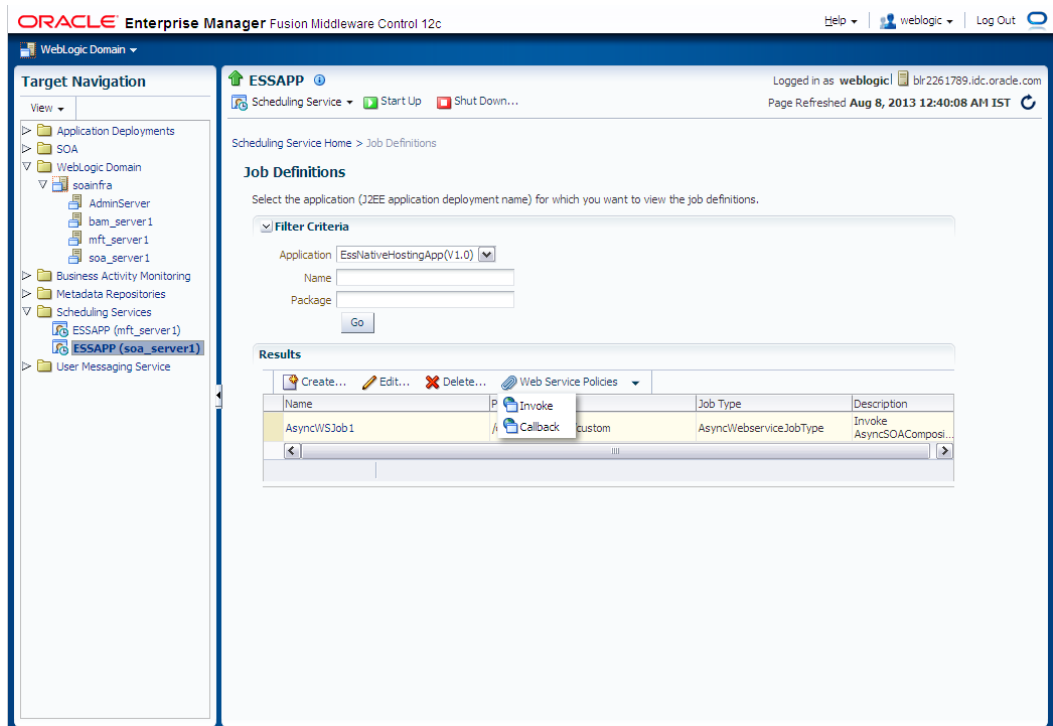 ORACLE Enterprise Manager Fusion Middleware Control 12c
Help weblogic Log Out
WebLogic Domain
Target Navigation
View
Application Deployments
SOA
WebLogic Domain
soainfra
AdminServer
bam_server1
mft_server1
soa_server1
Business Activity Monitoring
Metadata Repositories
Scheduling Services
ESSAPP (mft_server1)
ESSAPP (soa_server1)
User Messaging Service
ESSAPP
Logged in as weblogic blr2261789.idc.oracle.com
Scheduling Service Start Up Shut Down...
Page Refreshed Aug 8, 2013 12:40:08 AM IST
Scheduling Service Home > Job Definitions
Job Definitions
Select the application (J2EE application deployment name) for which you want to view the job definitions.
Filter Criteria
Application EssNativeHostingApp(V1.0)
Name
Package
Go
Results
Create... Edit... Delete... Web Service Policies
Invoke
Callback
Name Job Type Description
AsyncWSJob1 custom AsyncWebserviceJobType Invoke
AsyncSOAComposi...